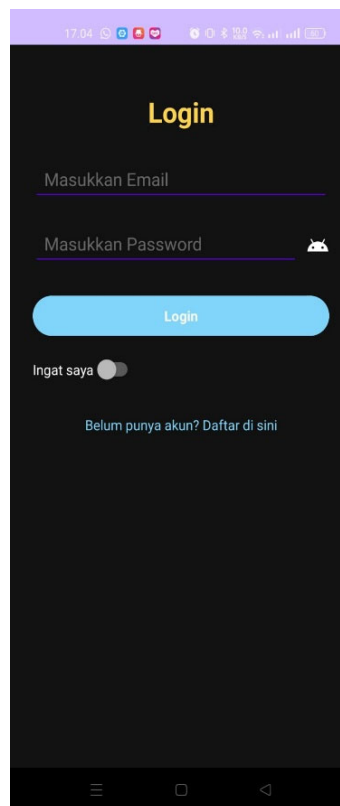 17.04
Login
Masukkan Email
Masukkan Password
Login
Ingat saya
Belum punya akun? Daftar di sini